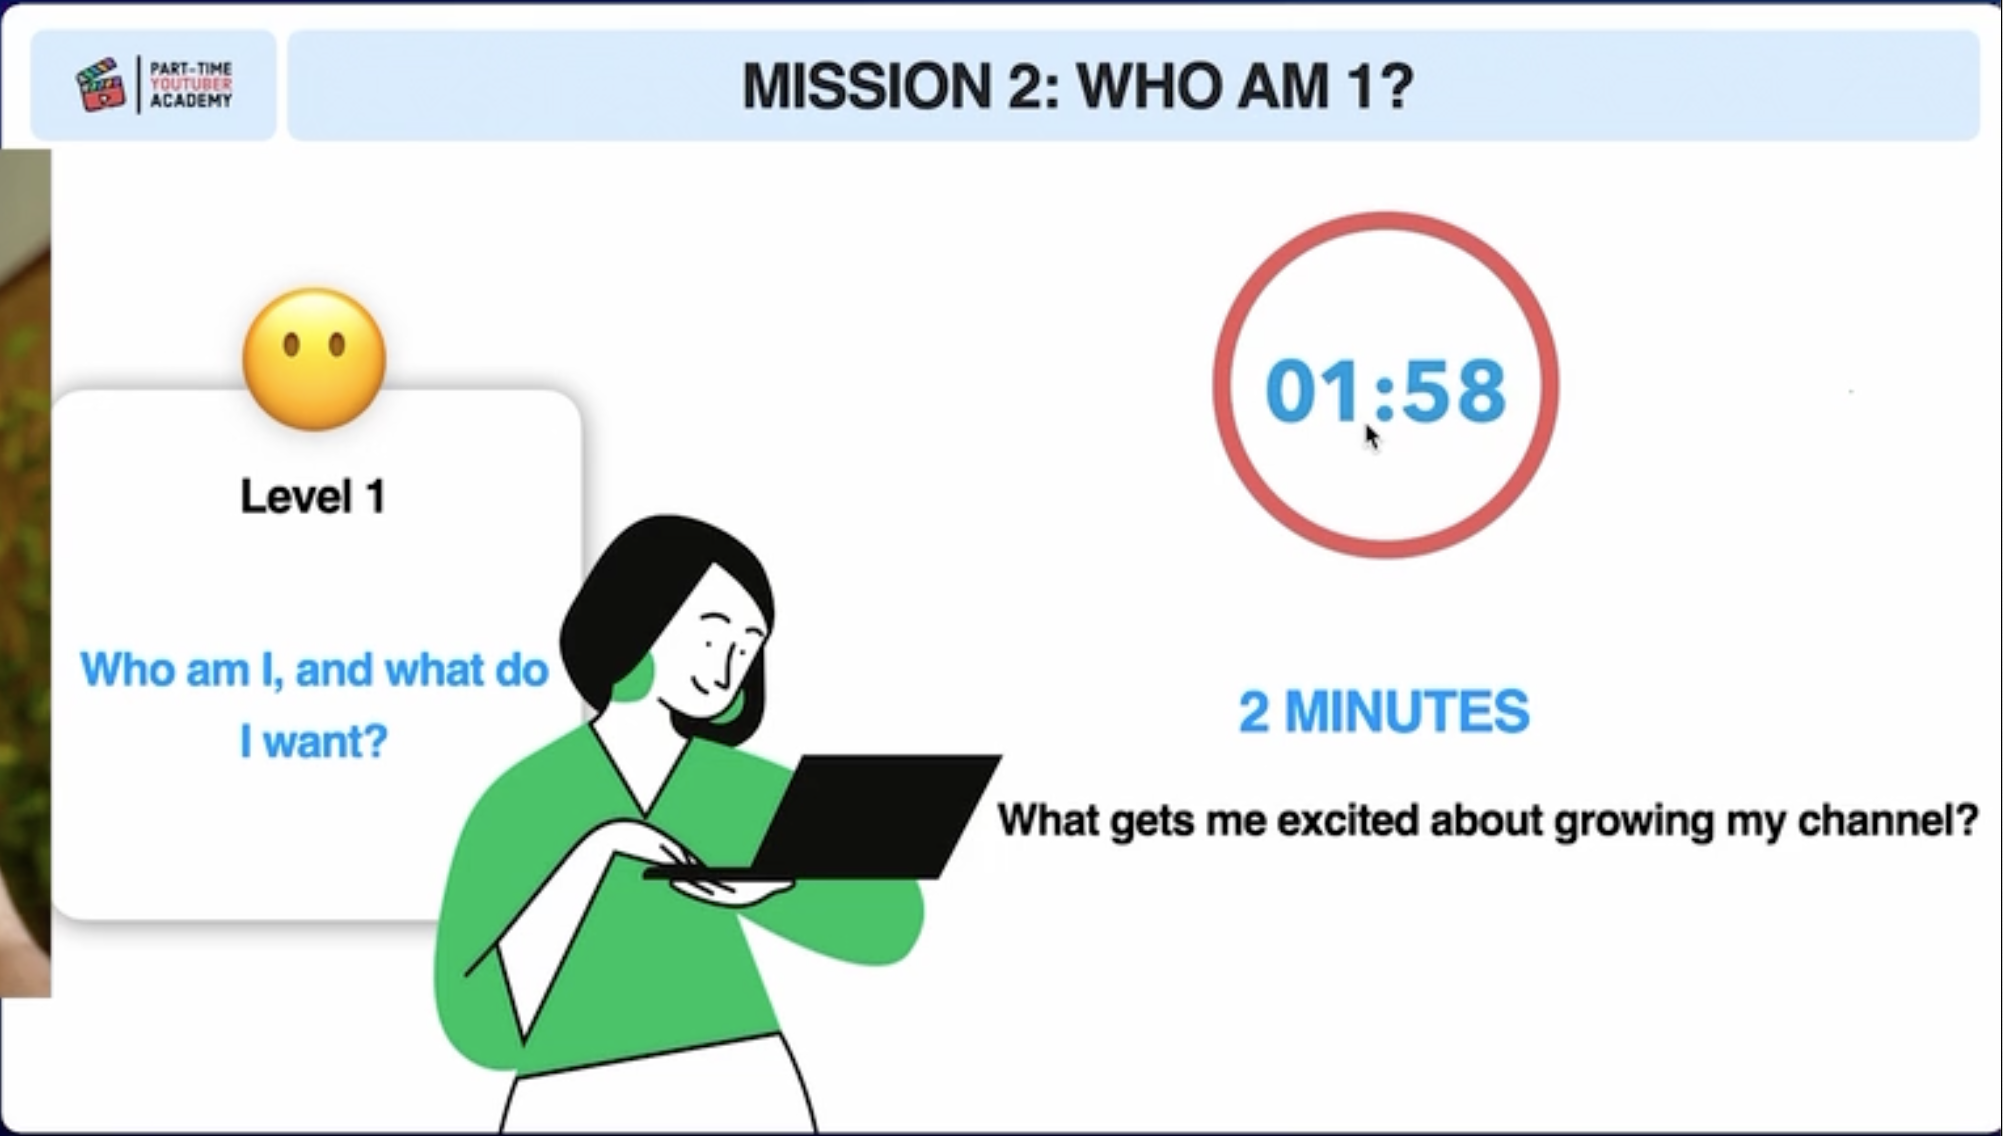 PART-TIME
YOUTUBER
ACADEMY
MISSION 2: WHO AM 1?
01:58
Level 1
Who am I, and what do
I want?
2 MINUTES
What gets me excited about growing my channel?